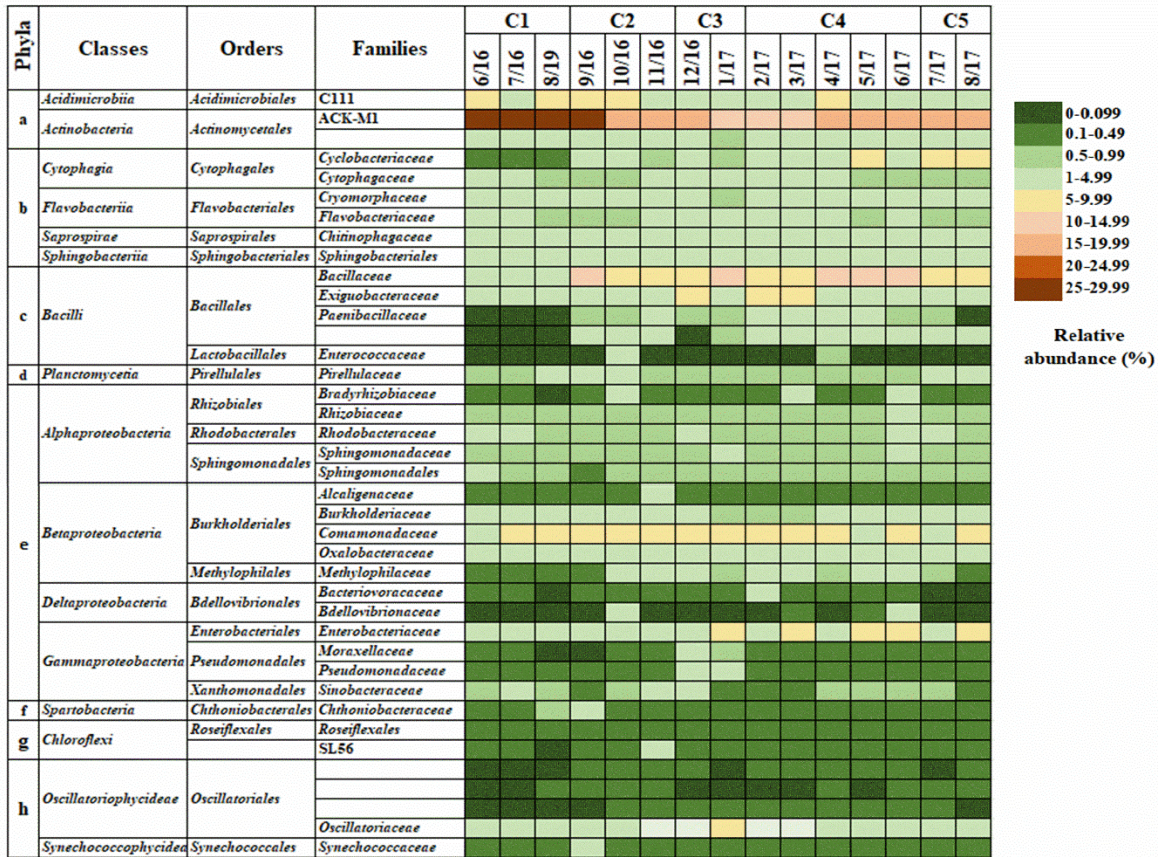 Phyla Classes Orders Families C1 C2 C3 C4 C5
6/16 7/16 8/19 9/16 10/16 11/16 12/16 1/17 2/17 3/17 4/17 5/17 6/17 7/17 8/17
a Acidimicrobiia Acidimicrobiales C111
Actinobacteria Actinomycetales ACK-M1
b Cytophagia Cytophagales Cyclobacteriaceae
Cytophagaceae
Flavobacteriia Flavobacteriales Cryomorphaceae
Flavobacteriaceae
Saprospirae Saprospirales Chitinophagaceae
Sphingobacteriia Sphingobacteriales Sphingobacteriales
c Bacilli Bacillales Bacillaceae
Exiguobacteraceae
Paenibacillaceae
Lactobacillales Enterococcaceae
d Planctomycetia Pirellulales Pirellulaceae
e Alphaproteobacteria Rhizobiales Bradyrhizobiaceae
Rhizobiaceae
Rhodobacterales Rhodobacteraceae
Sphingomonadales Sphingomonadaceae
Sphingomonadales
Betaproteobacteria Burkholderiales Alcaligenaceae
Burkholderiaceae
Comamonadaceae
Oxalobacteraceae
Methylophilales Methylophilaceae
Deltaproteobacteria Bdellovibrionales Bacteriovoracaceae
Bdellovibrionaceae
Gammaproteobacteria Enterobacteriales Enterobacteriaceae
Pseudomonadales Moraxellaceae
Pseudomonadaceae
Xanthomonadales Sinobacteraceae
f Spartobacteria Chthoniobacterales Chthoniobacteraceae
g Chloroflexi Roseiflexales Roseiflexales
SL56
h Oscillatoriophycideae Oscillatoriales
Oscillatoriaceae
Synechococcophycidea Synechococcales Synechococcaceae
0-0.099
0.1-0.49
0.5-0.99
1-4.99
5-9.99
10-14.99
15-19.99
20-24.99
25-29.99
Relative
abundance (%)